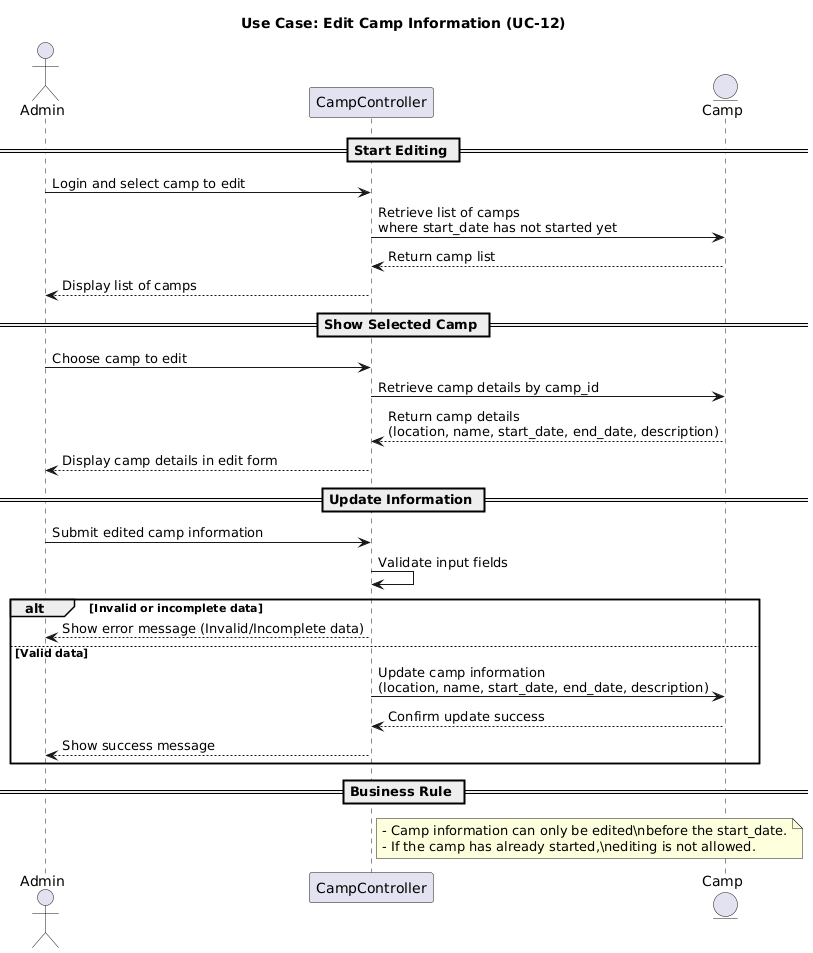 Use Case: Edit Camp Information (UC-12)
Admin
CampController
Camp
Start Editing
Login and select camp to edit
Retrieve list of camps
where start_date has not started yet
Return camp list
Display list of camps
Show Selected Camp
Choose camp to edit
Retrieve camp details by camp_id
Return camp details
(location, name, start_date, end_date, description)
Display camp details in edit form
Update Information
Submit edited camp information
Validate input fields
alt
[Invalid or incomplete data]
Show error message (Invalid/Incomplete data)
[Valid data]
Update camp information
(location, name, start_date, end_date, description)
Confirm update success
Show success message
Business Rule
- Camp information can only be edited\nbefore the start_date.
- If the camp has already started,\nediting is not allowed.
Admin
CampController
Camp